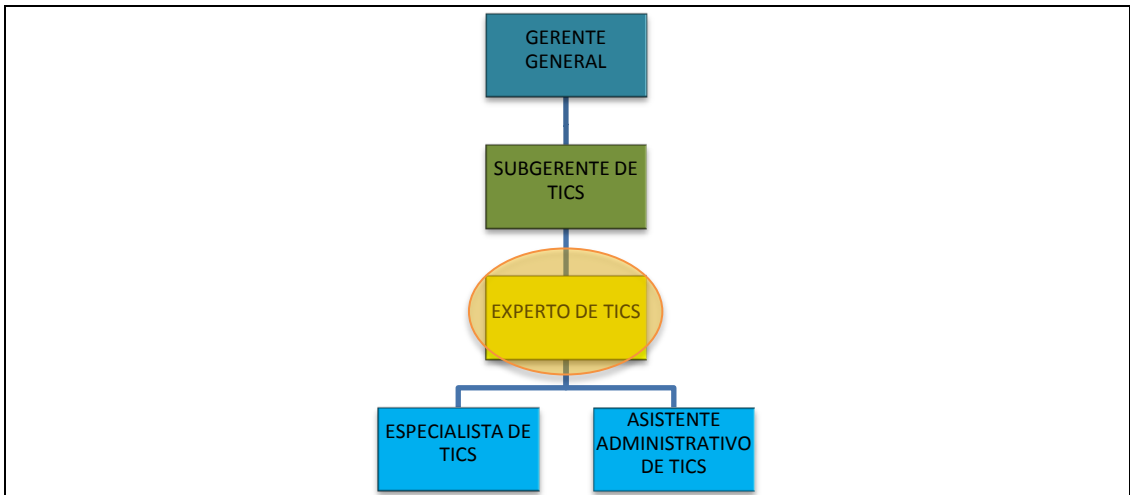 GERENTE
GENERAL
SUBGERENTE DE
TICS
EXPERTO DE TICS
ESPECIALISTA DE
TICS
ASISTENTE
ADMINISTRATIVO
DE TICS